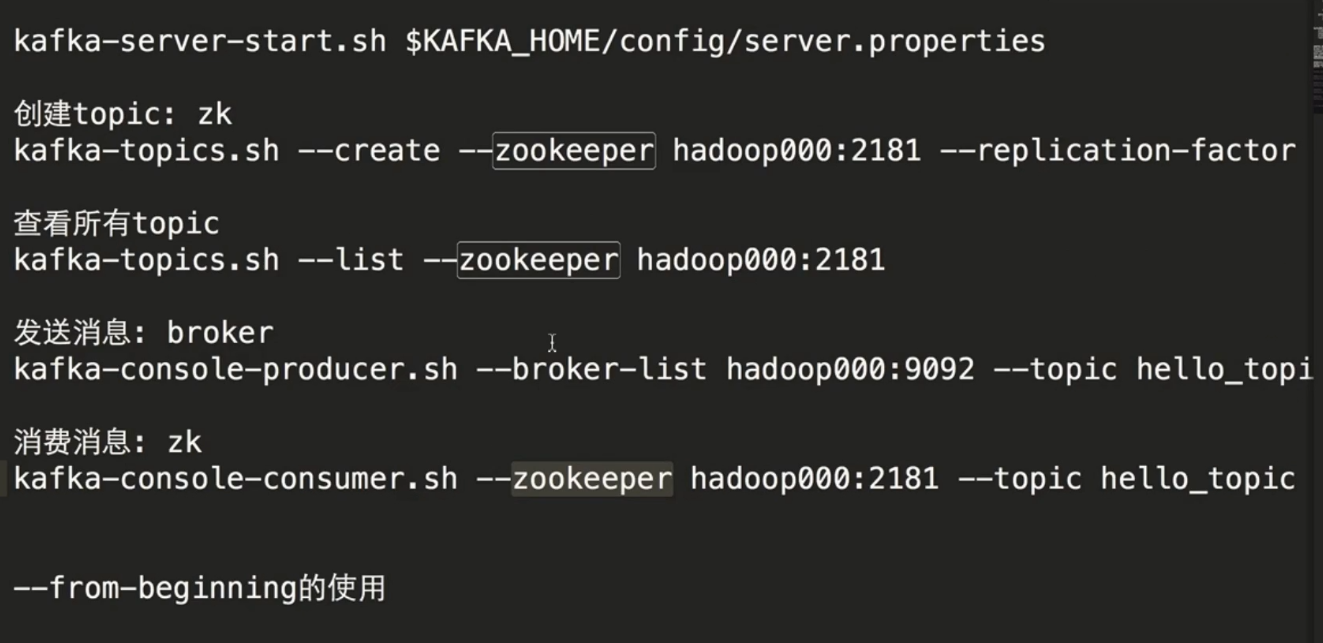 kafka-server-start.sh $KAFKA_HOME/config/server.properties
创建topic: zk
kafka-topics.sh --create --zookeeper hadoop000:2181 --replication-factor
查看所有topic
kafka-topics.sh --list --zookeeper hadoop000:2181
发送消息: broker
kafka-console-producer.sh --broker-list hadoop000:9092 --topic hello_topi
消费消息: zk
kafka-console-consumer.sh --zookeeper hadoop000:2181 --topic hello_topic
--from-beginning的使用